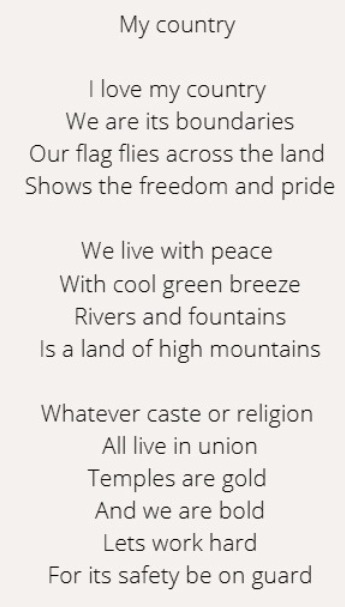 My country
I love my country
We are its boundaries
Our flag flies across the land
Shows the freedom and pride
We live with peace
With cool green breeze
Rivers and fountains
Is a land of high mountains
Whatever caste or religion
All live in union
Temples are gold
And we are bold
Lets work hard
For its safety be on guard